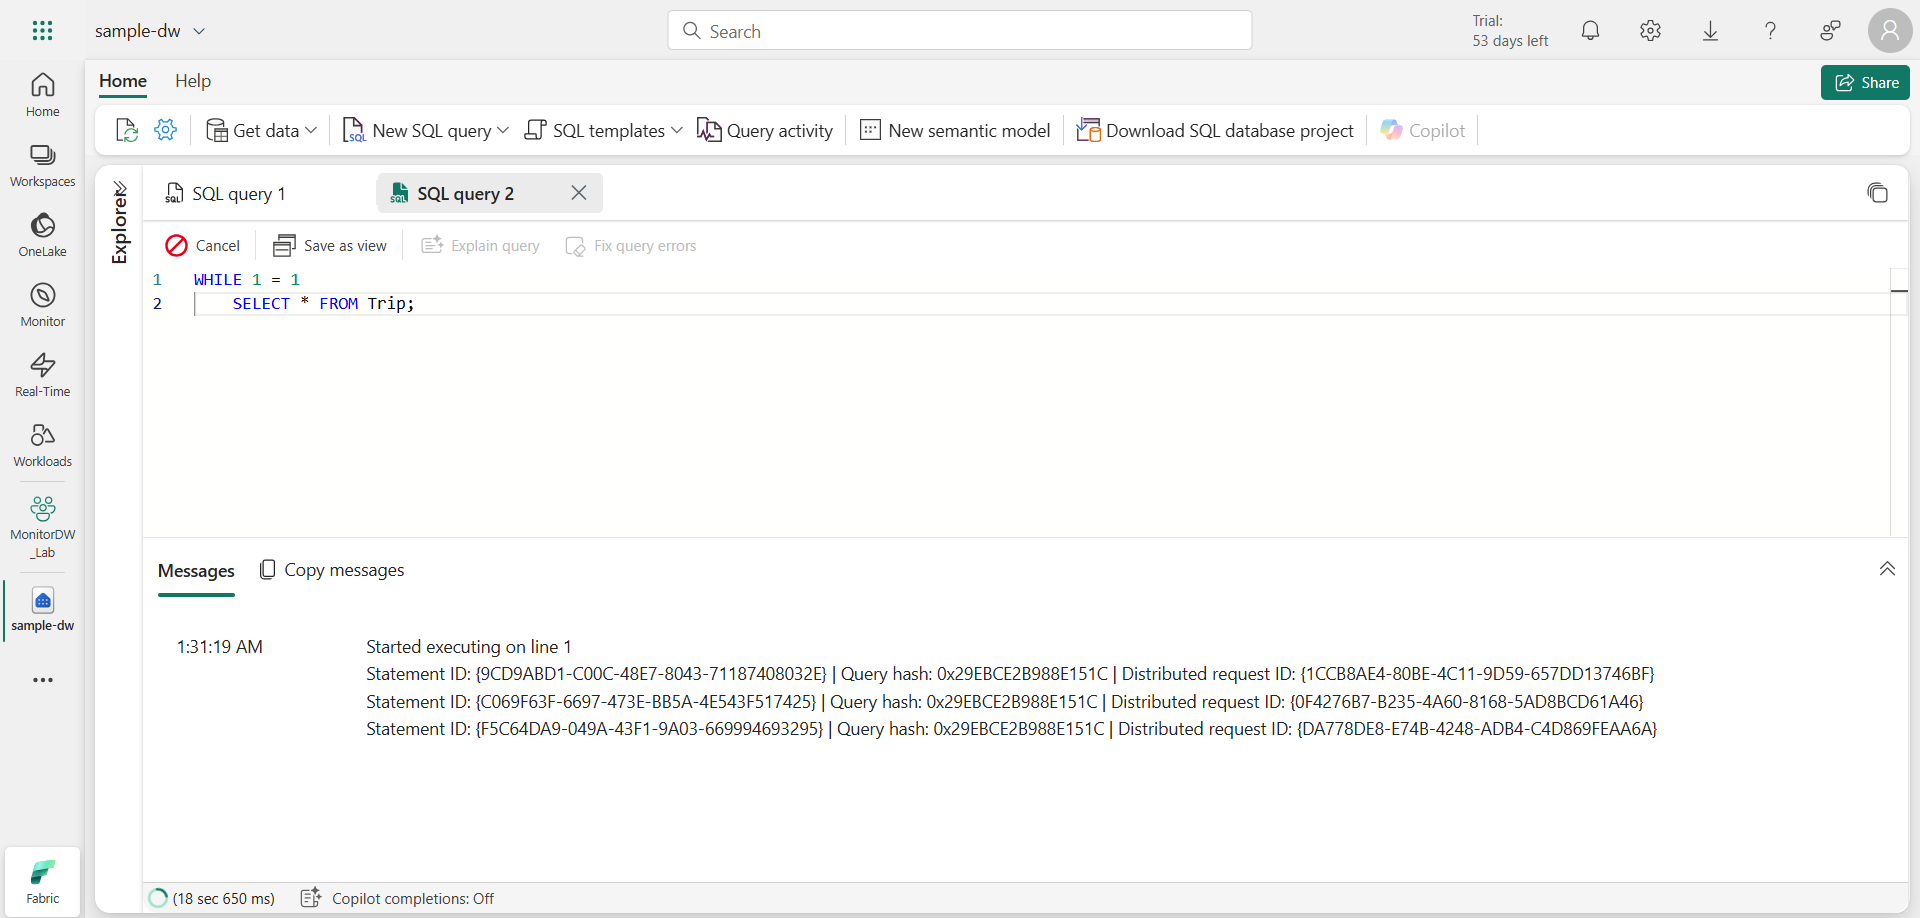 sample-dw
Search
Trial:
53 days left
Home
Help
Share
Get data
New SQL query
SQL templates
Query activity
New semantic model
Download SQL database project
Copilot
Home
Workspaces
OneLake
Monitor
Real-Time
Workloads
MonitorDW
_Lab
sample-dw
Fabric
Explorer
SQL query 1
SQL query 2
Cancel
Save as view
Explain query
Fix query errors
1 WHILE 1 = 1
2 SELECT * FROM Trip;
Messages
Copy messages
1:31:19 AM Started executing on line 1
Statement ID: {9CD9ABD1-C00C-48E7-8043-71187408032E} | Query hash: 0x29EBCE2B988E151C | Distributed request ID: {1CCB8AE4-80BE-4C11-9D59-657DD13746BF}
Statement ID: {C069F63F-6697-473E-BB5A-4E543F517425} | Query hash: 0x29EBCE2B988E151C | Distributed request ID: {0F4276B7-B235-4A60-8168-5AD8BCD61A46}
Statement ID: {F5C64DA9-049A-43F1-9A03-669994693295} | Query hash: 0x29EBCE2B988E151C | Distributed request ID: {DA778DE8-E74B-4248-ADB4-C4D869FEAA6A}
(18 sec 650 ms)
Copilot completions: Off